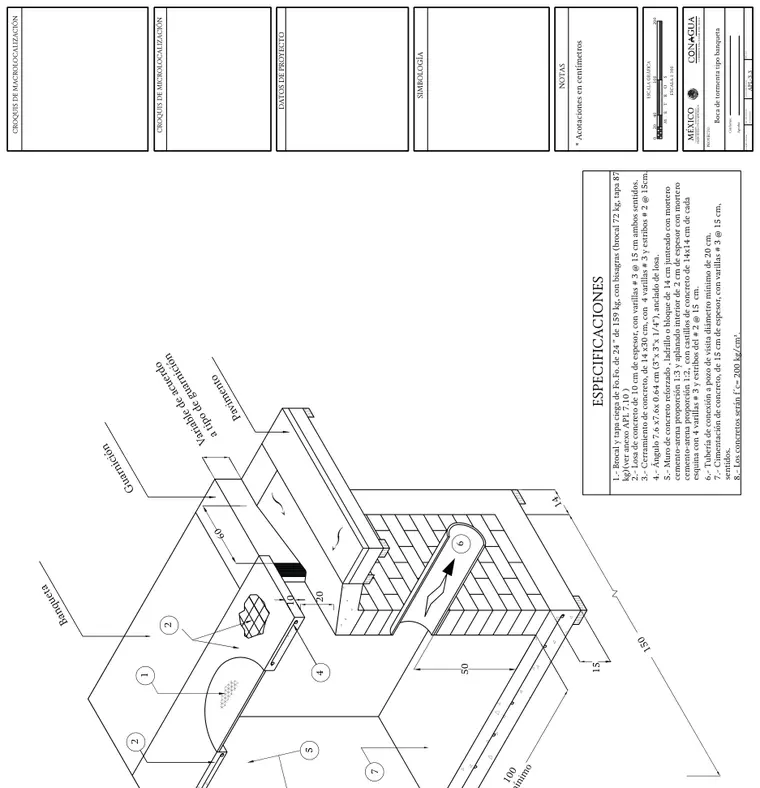 CROQUIS DE MACROLOCALIZACIÓN
CROQUIS DE MICROLOCALIZACIÓN
DATOS DE PROYECTO
SIMBOLOGÍA
NOTAS
* Acotaciones en centímetros
ESCALA GRÁFICA
M E T R O S
MÉXICO
CONAGUA
PROYECTO:
Boca de tormenta tipo banqueta
ESPECIFICACIONES
1.- Brocal y tapa ciega de Fo.Fo. de 24 " de 159 kg, con bisagras (brocal 72 kg, tapa 87
kg)(ver anexo APL 7.10 )
2.- Losa de concreto de 10 cm de espesor, con varillas # 3 @ 15 cm ambos sentidos.
3.- Cerramiento de concreto, de 14 x30 cm, con 4 varillas # 3 y estribos # 2 @ 15cm.
4.- Ángulo 7.6 x7.6x 0.64 cm (3"x 3"x 1/4"), anclado de losa.
5.- Muro de concreto reforzado , ladrillo o bloque de 14 cm junteado con mortero
cemento-arena proporción 1:3 y aplanado interior de 2 cm de espesor con mortero
cemento-arena proporción 1:2, con castillos de concreto de 14x14 cm de cada
esquina con 4 varillas # 3 y estribos del # 2 @ 15 cm.
6.- Tubería de conexión a pozo de visita diámetro mínimo de 20 cm.
7.- Cimentación de concreto, de 15 cm de espesor, con varillas # 3 @ 15 cm,
sentidos.
8.- Los concretos serán f´c= 200 kg/cm².
Banqueta
Guarnición
Variable de acuerdo
a tipo de guarnición
Pavimento
60
10
20
14
50
15
150
100
1
2
2
4
5
6
7